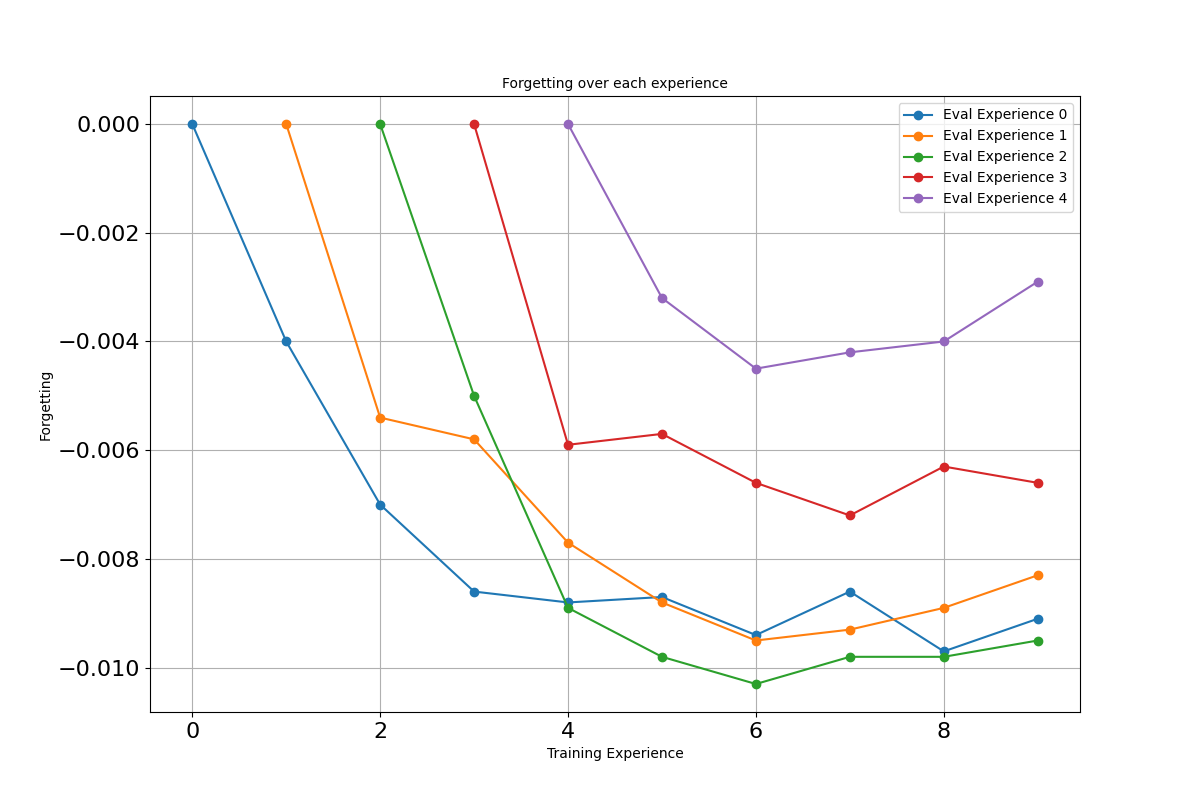 Forgetting over each experience
Eval Experience 0
Eval Experience 1
Eval Experience 2
Eval Experience 3
Eval Experience 4
0.000
−0.002
−0.004
−0.006
−0.008
−0.010
Forgetting
0 2 4 6 8
Training Experience